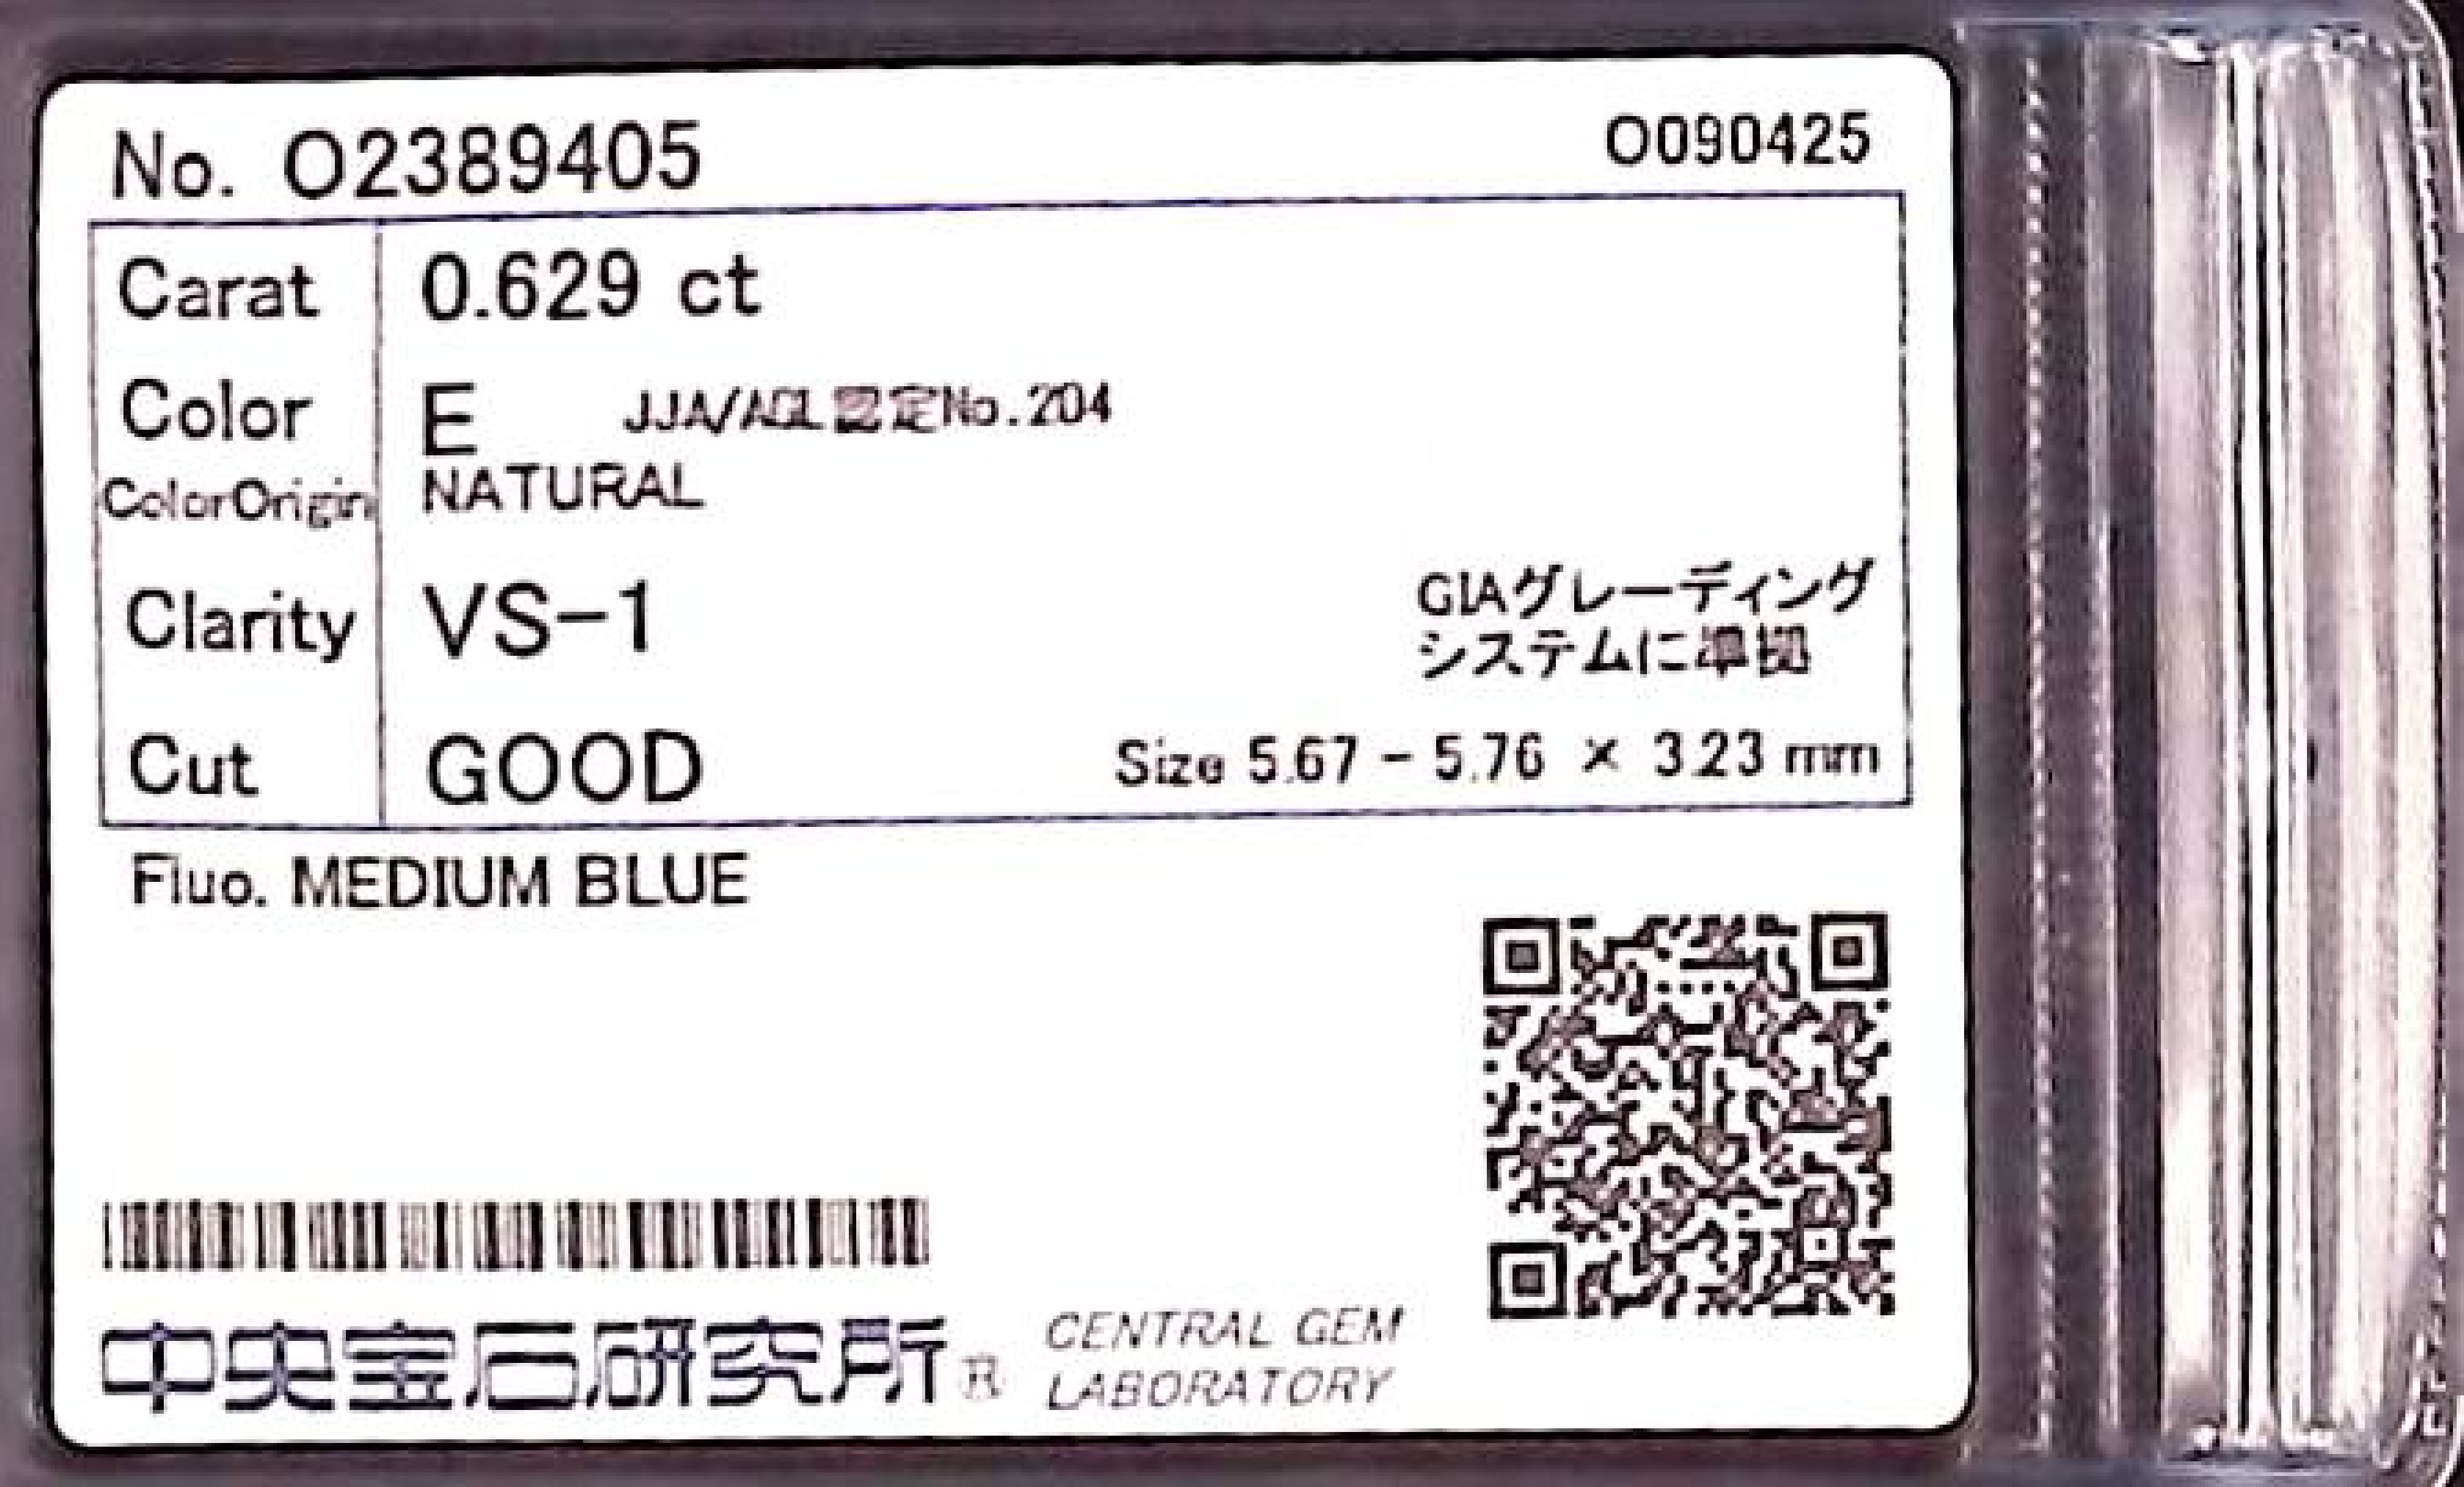 No. O2389405 O090425
Carat 0.629 ct
Color E JJA/AGL認定No.204
ColorOrigin NATURAL
Clarity VS-1 GIAグレーディング
システムに準拠
Cut GOOD Size 5.67 - 5.76 × 3.23 mm
Fluo. MEDIUM BLUE
中央宝石研究所® CENTRAL GEM
LABORATORY